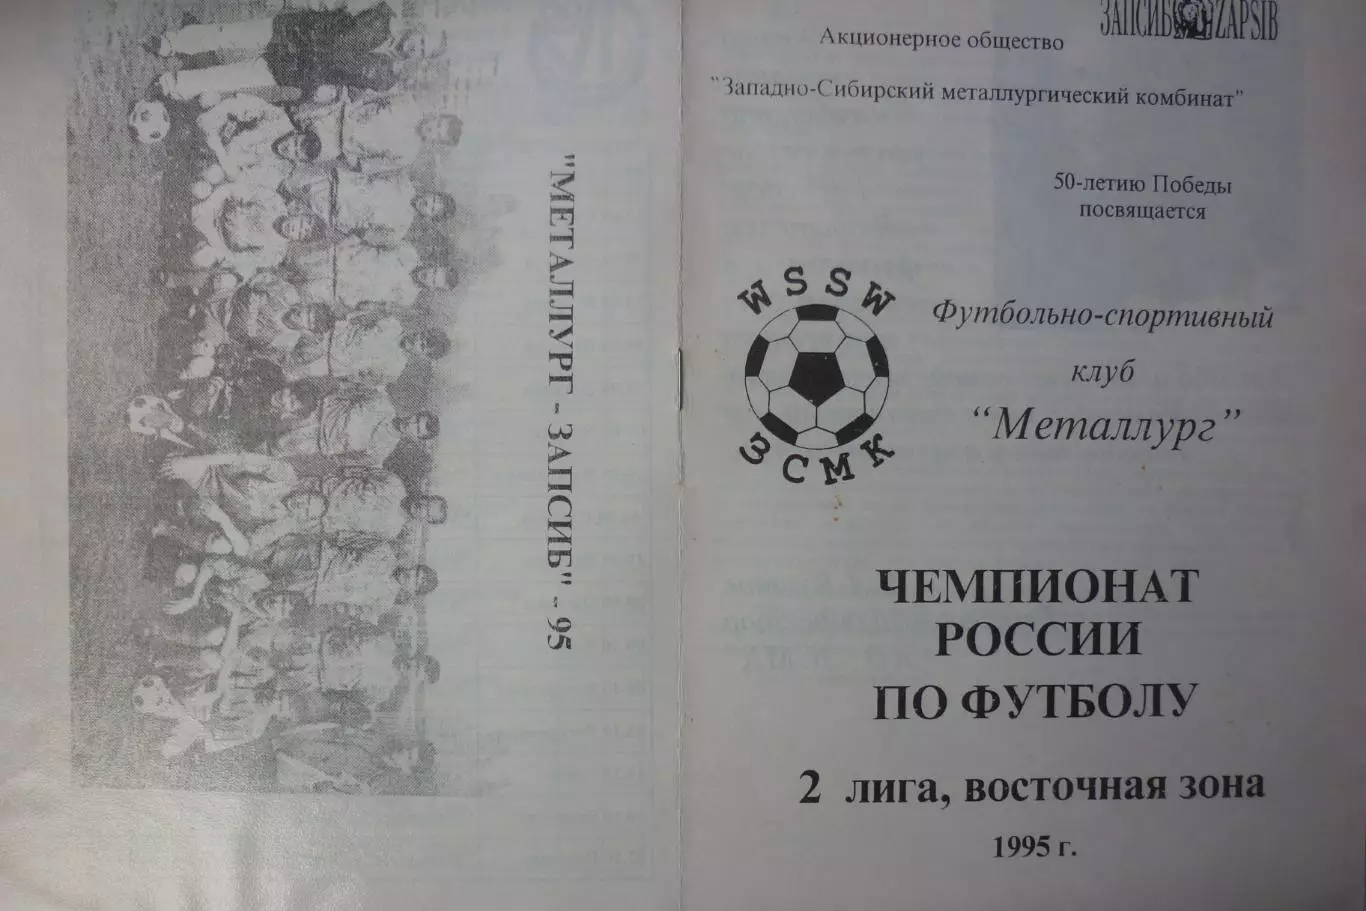 "МЕТАЛЛУРГ - ЗАПСИБ" - 95
ЗАПСИБ ZAPSIB
Акционерное общество
"Западно-Сибирский металлургический комбинат"
50-летию Победы
посвящается
WSSW
ЗСМК
Футбольно-спортивный
клуб
“Металлург”
ЧЕМПИОНАТ
РОССИИ
ПО ФУТБОЛУ
2 лига, восточная зона
1995 г.